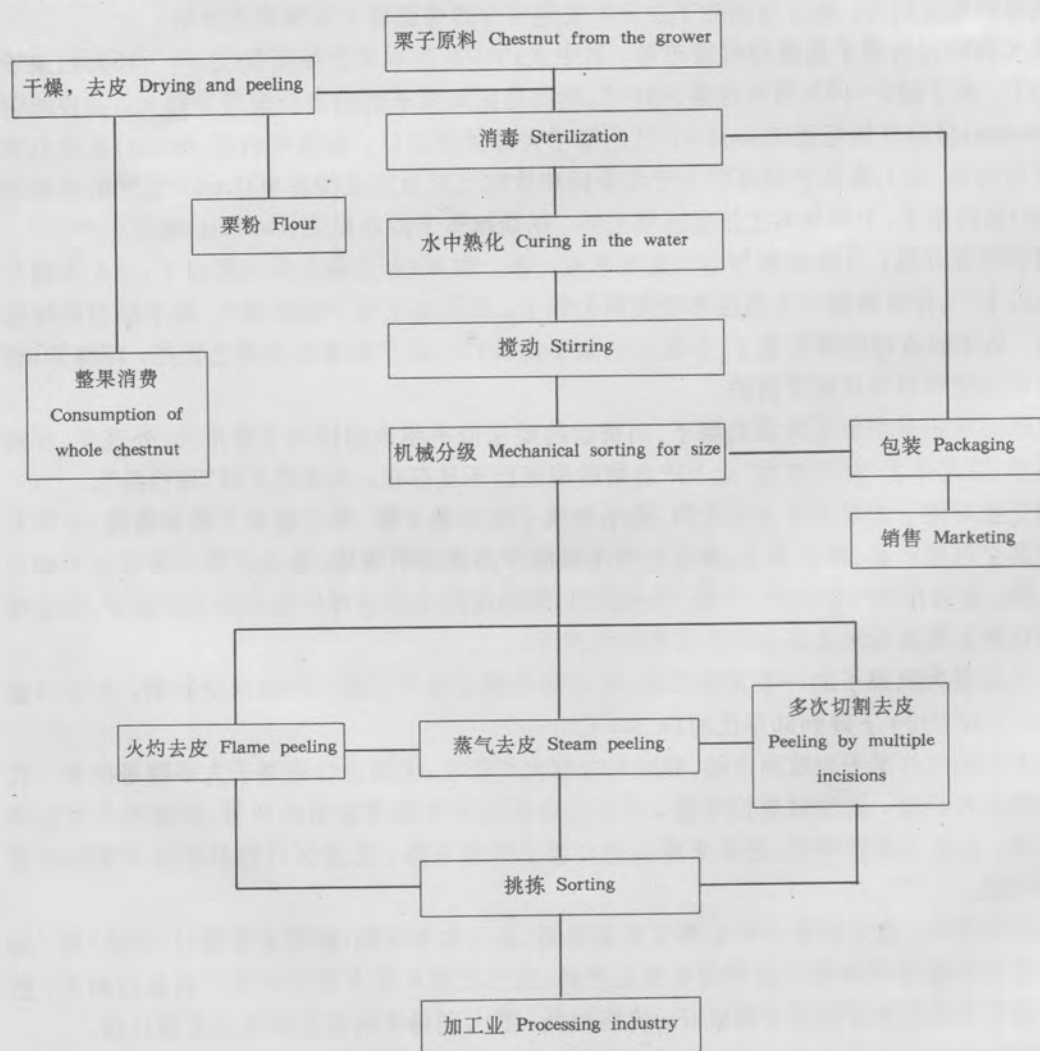 栗子原料 Chestnut from the grower
干燥，去皮 Drying and peeling
消毒 Sterilization
栗粉 Flour
水中熟化 Curing in the water
搅动 Stirring
整果消费
Consumption of
whole chestnut
机械分级 Mechanical sorting for size
包装 Packaging
销售 Marketing
火灼去皮 Flame peeling
蒸气去皮 Steam peeling
多次切割去皮
Peeling by multiple
incisions
挑拣 Sorting
加工业 Processing industry